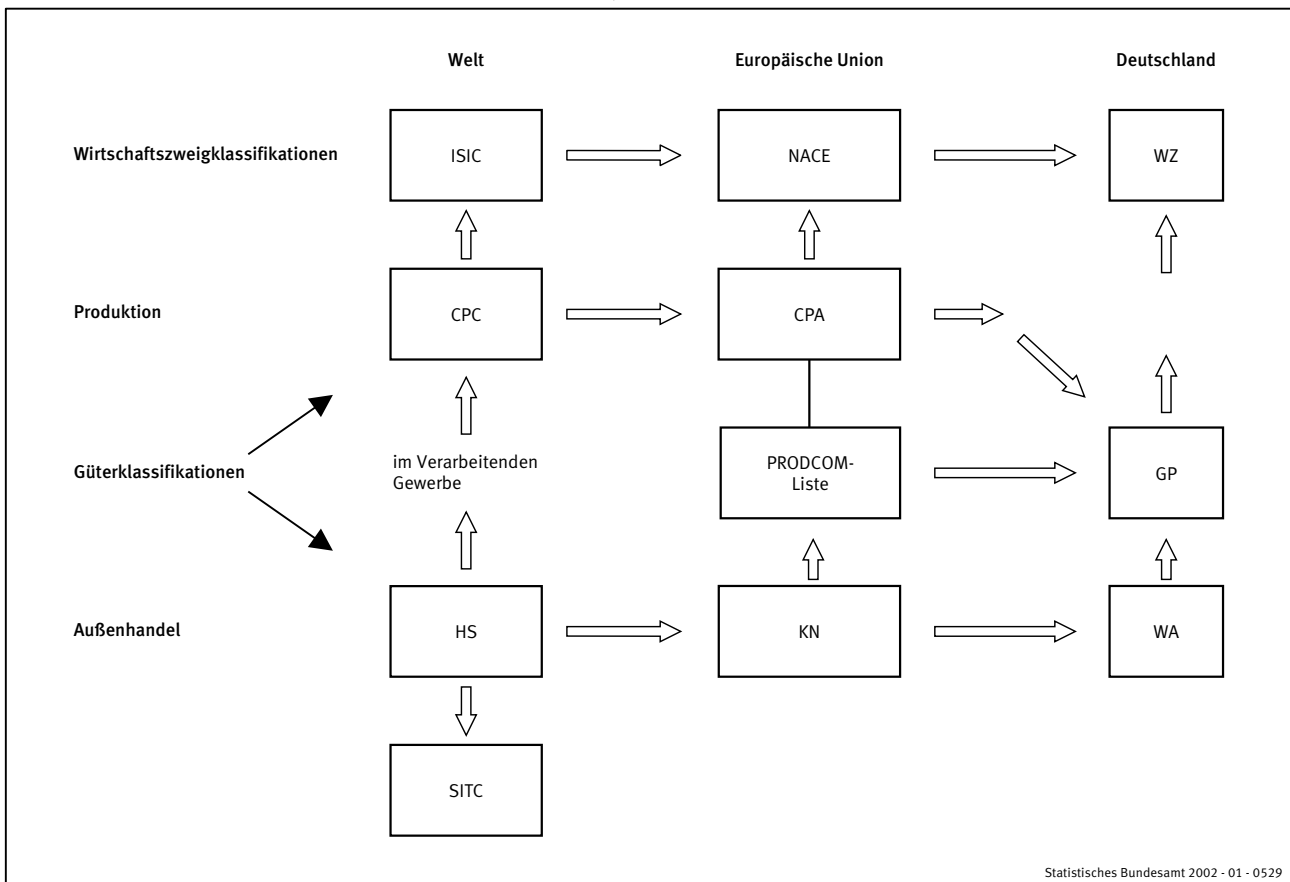 Welt
Europäische Union
Deutschland
Wirtschaftszweigklassifikationen
ISIC
NACE
WZ
Produktion
CPC
CPA
Güterklassifikationen
im Verarbeitenden
Gewerbe
PRODCOM-
Liste
GP
Außenhandel
HS
KN
WA
SITC
Statistisches Bundesamt 2002 - 01 - 0529